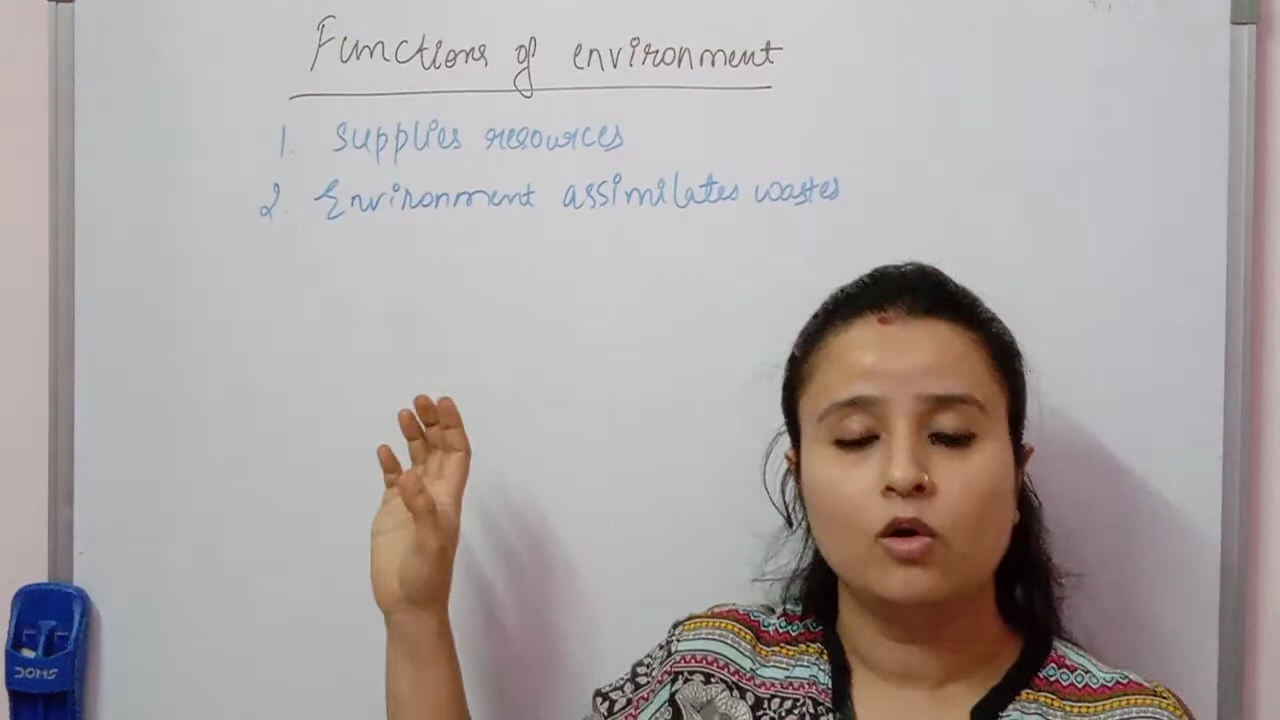 Functions of environment
1. Supplies resources
2. Environment assimilates wastes
DOMS